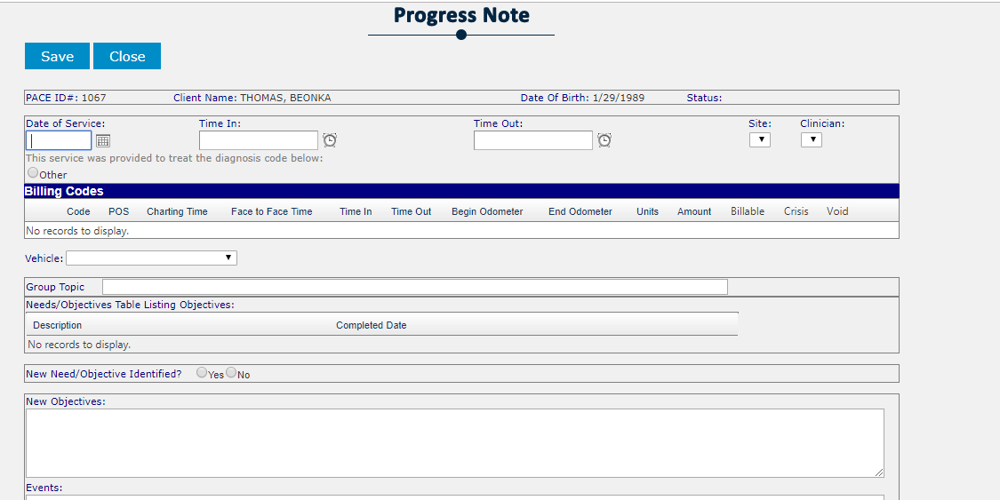 Progress Note
Save Close
PACE ID#: 1067 Client Name: THOMAS, BEONKA Date Of Birth: 1/29/1989 Status:
Date of Service: Time In: Time Out: Site: Clinician:
This service was provided to treat the diagnosis code below:
Other
Billing Codes
Code POS Charting Time Face to Face Time Time In Time Out Begin Odometer End Odometer Units Amount Billable Crisis Void
No records to display.
Vehicle:
Group Topic
Needs/Objectives Table Listing Objectives:
Description Completed Date
No records to display.
New Need/Objective Identified? Yes No
New Objectives:
Events: